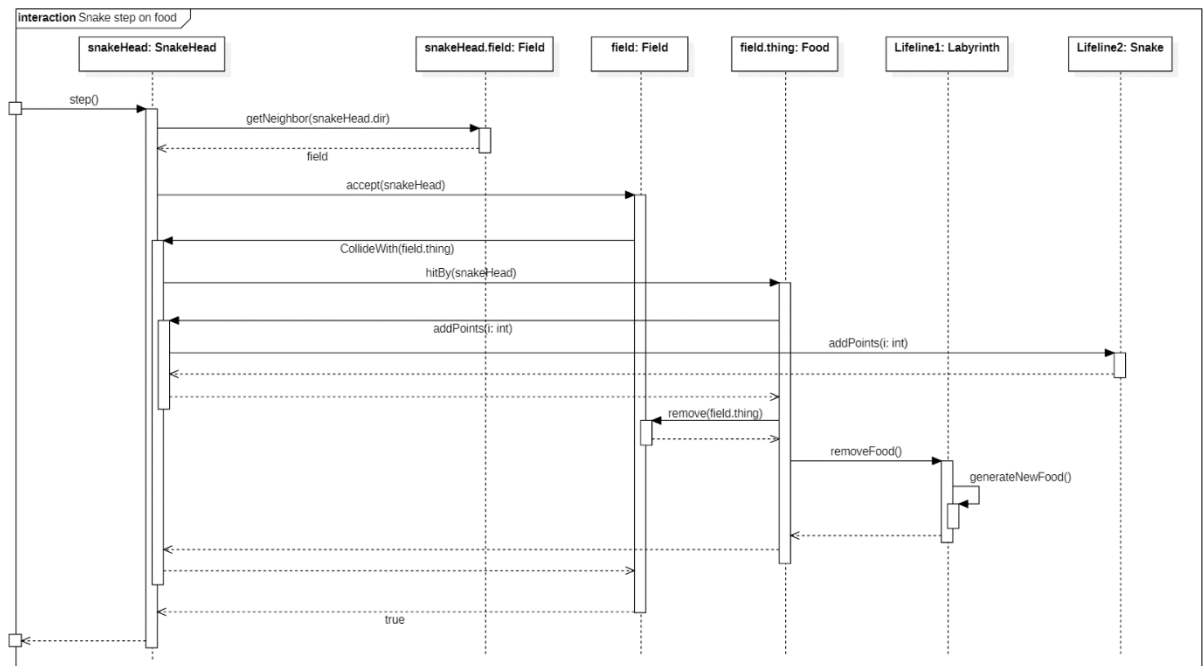 interaction Snake step on food
snakeHead: SnakeHead
snakeHead.field: Field
field: Field
field.thing: Food
Lifeline1: Labyrinth
Lifeline2: Snake
step()
getNeighbor(snakeHead.dir)
field
accept(snakeHead)
CollideWith(field.thing)
hitBy(snakeHead)
addPoints(i: int)
addPoints(i: int)
remove(field.thing)
removeFood()
generateNewFood()
true